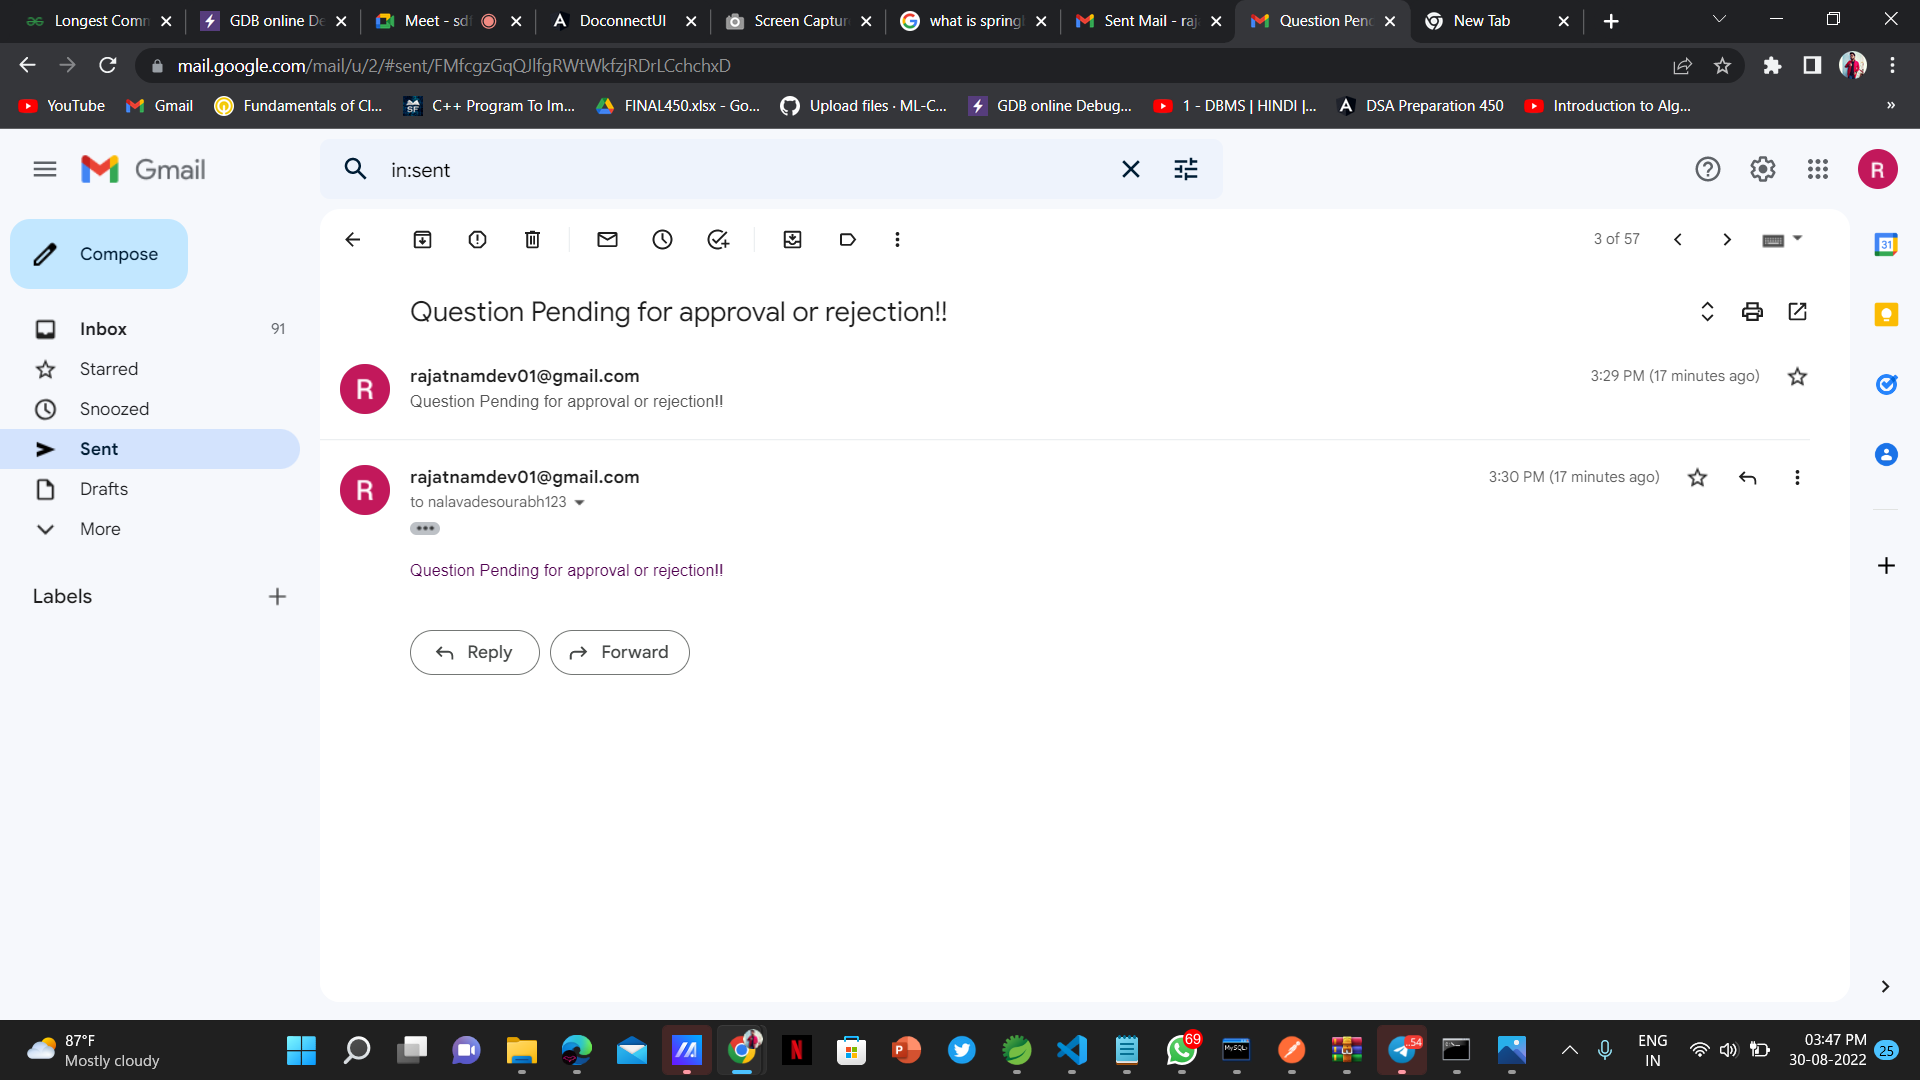 Longest Comm
GDB online De
Meet - sdf
DoconnectUI
Screen Captur
what is spring
Sent Mail - raj
Question Pend
New Tab
mail.google.com/mail/u/2/#sent/FMfcgzGqQJlfgRWtWkfzjRDrLCchchxD
YouTube
Gmail
Fundamentals of Cl...
C++ Program To Im...
FINAL450.xlsx - Go...
Upload files · ML-C...
GDB online Debug...
1 - DBMS | HINDI |...
DSA Preparation 450
Introduction to Alg...
»
Gmail
in:sent
R
Compose
3 of 57
31
Inbox 91
Starred
Snoozed
Sent
Drafts
More
Labels
Question Pending for approval or rejection!!
R
rajatnamdev01@gmail.com
3:29 PM (17 minutes ago)
Question Pending for approval or rejection!!
R
rajatnamdev01@gmail.com
3:30 PM (17 minutes ago)
to nalavadesourabh123
Question Pending for approval or rejection!!
Reply
Forward
87°F
Mostly cloudy
N
P
MySQL
69
..54
ENG
IN
03:47 PM
30-08-2022
25